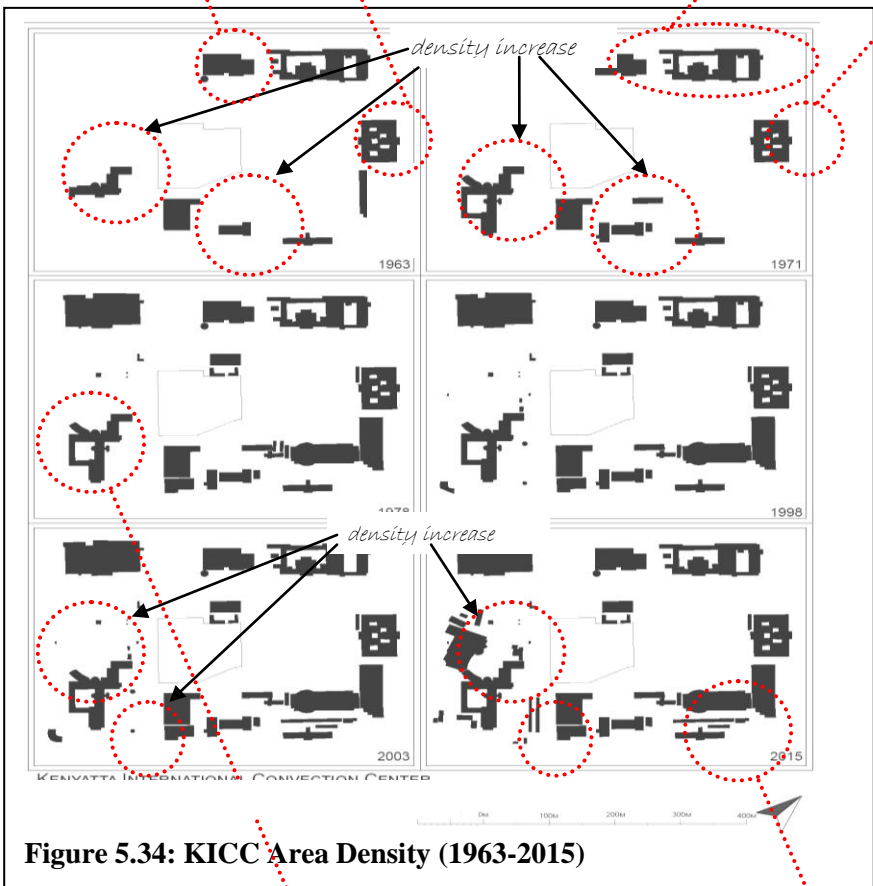 density increase
1963
1971
1978
1998
density increase
2003
2015
KENYATTA INTERNATIONAL CONVECTION CENTER
0M 100M 200M 300M 400M
Figure 5.34: KICC Area Density (1963-2015)